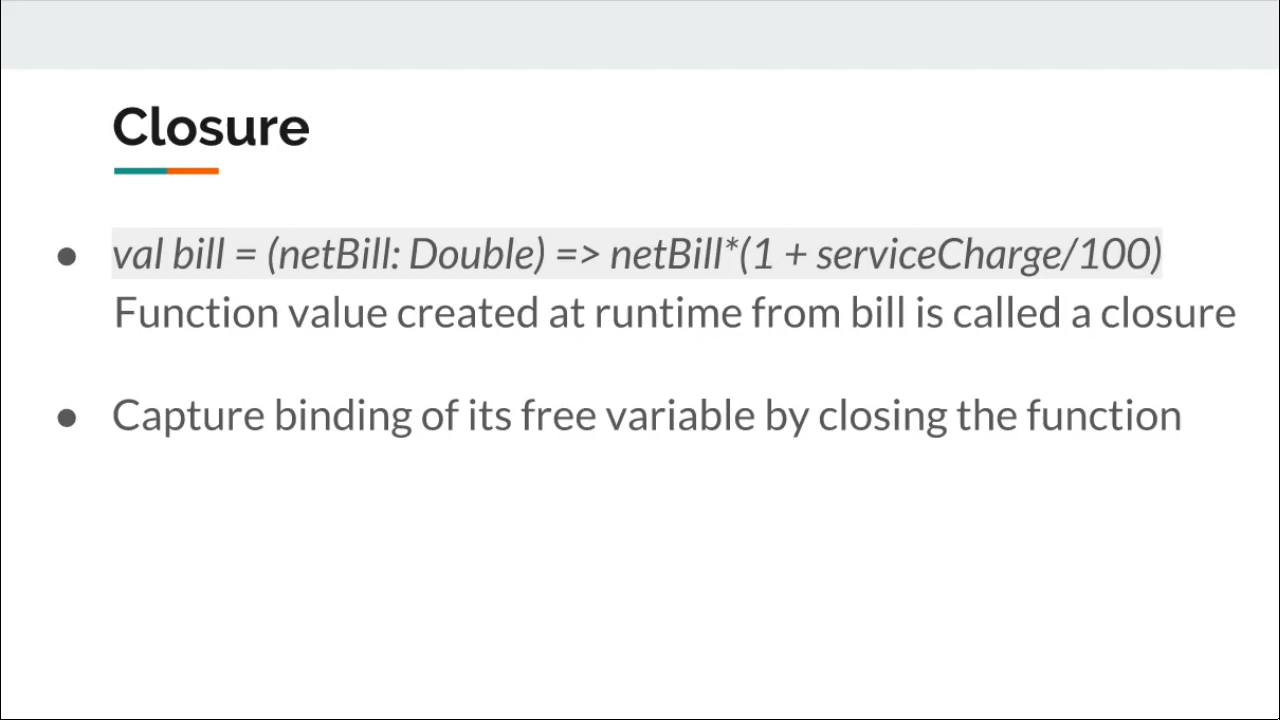 Closure
● val bill = (netBill: Double) => netBill*(1 + serviceCharge/100)
Function value created at runtime from bill is called a closure
● Capture binding of its free variable by closing the function